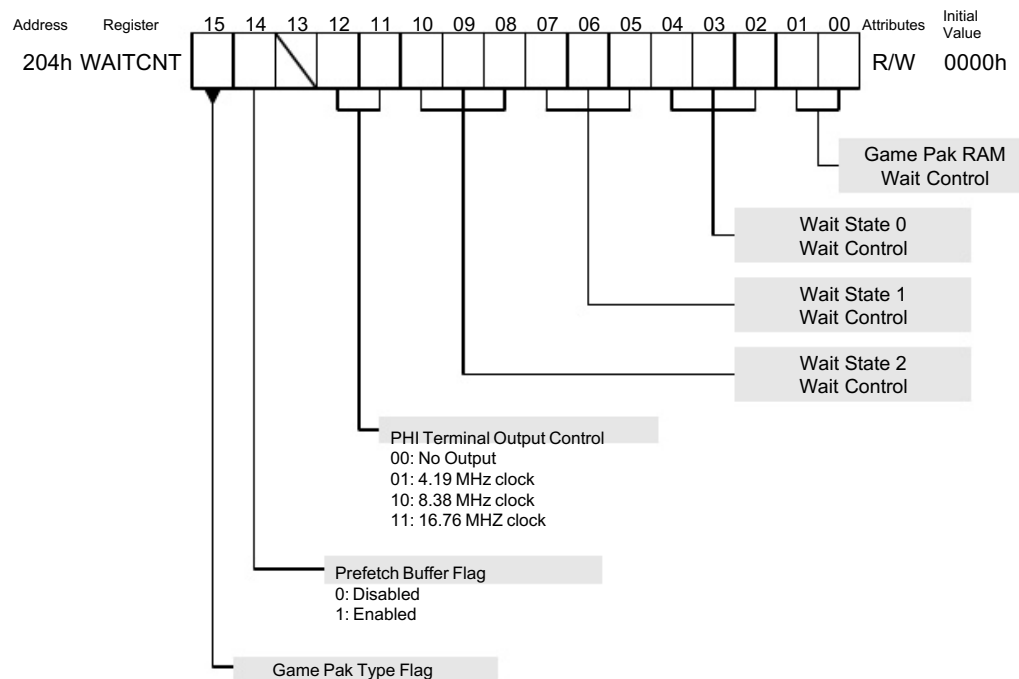 Address Register 15 14 13 12 11 10 09 08 07 06 05 04 03 02 01 00 Attributes Initial Value
204h WAITCNT R/W 0000h
Game Pak RAM
Wait Control
Wait State 0
Wait Control
Wait State 1
Wait Control
Wait State 2
Wait Control
PHI Terminal Output Control
00: No Output
01: 4.19 MHz clock
10: 8.38 MHz clock
11: 16.76 MHZ clock
Prefetch Buffer Flag
0: Disabled
1: Enabled
Game Pak Type Flag